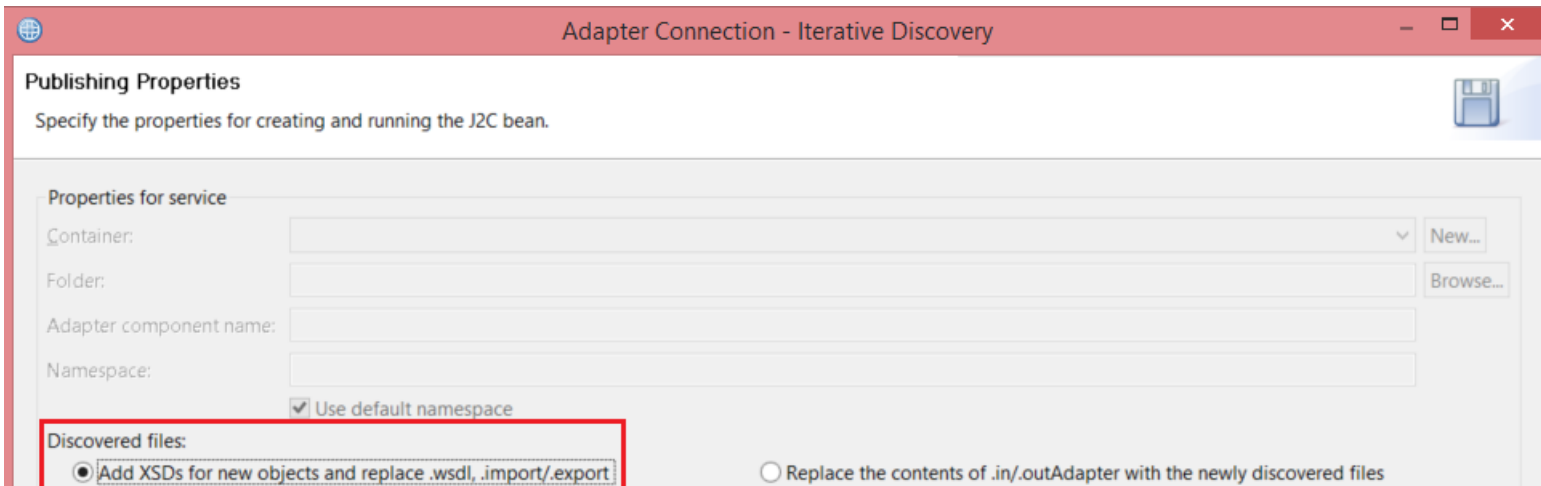 Adapter Connection - Iterative Discovery
Publishing Properties
Specify the properties for creating and running the J2C bean.
Properties for service
Container:
New...
Folder:
Browse...
Adapter component name:
Namespace:
Use default namespace
Discovered files:
Add XSDs for new objects and replace .wsdl, .import/.export
Replace the contents of .in/.outAdapter with the newly discovered files